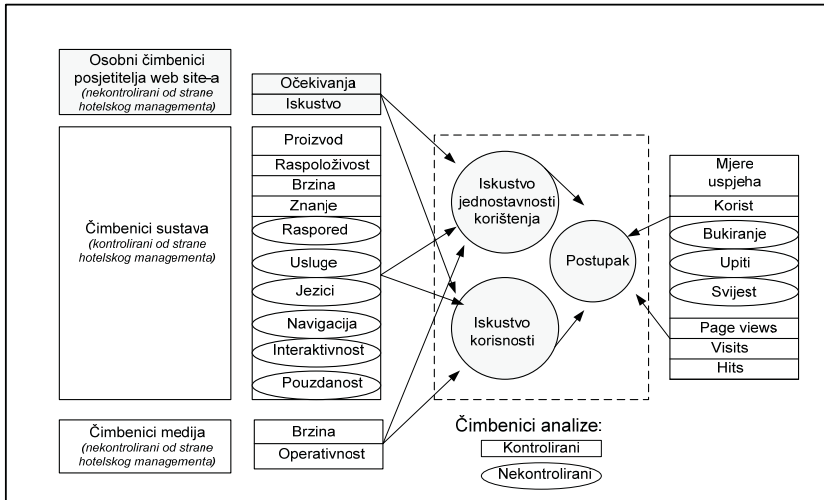 Osobni čimbenici
posjetitelja web site-a
(nekontrolirani od strane
hotelskog managementa)
Očekivanja
Iskustvo
Čimbenici sustava
(kontrolirani od strane
hotelskog managementa)
Proizvod
Raspoloživost
Brzina
Znanje
Raspored
Usluge
Jezici
Navigacija
Interaktivnost
Pouzdanost
Čimbenici medija
(nekontrolirani od strane
hotelskog managementa)
Brzina
Operativnost
Iskustvo
jednostavnosti
korištenja
Iskustvo
korisnosti
Postupak
Mjere
uspjeha
Korist
Bukiranje
Upiti
Svijest
Page views
Visits
Hits
Čimbenici analize:
Kontrolirani
Nekontrolirani